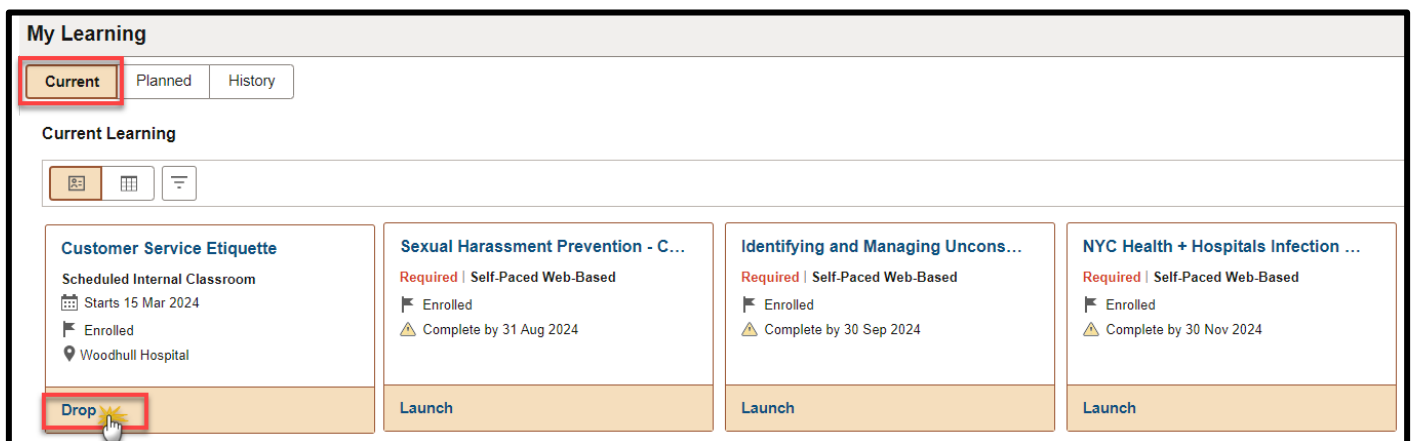 My Learning
Current Planned History
Current Learning
Customer Service Etiquette
Scheduled Internal Classroom
Starts 15 Mar 2024
Enrolled
Woodhull Hospital
Drop
Sexual Harassment Prevention - C...
Required | Self-Paced Web-Based
Enrolled
Complete by 31 Aug 2024
Launch
Identifying and Managing Uncons...
Required | Self-Paced Web-Based
Enrolled
Complete by 30 Sep 2024
Launch
NYC Health + Hospitals Infection ...
Required | Self-Paced Web-Based
Enrolled
Complete by 30 Nov 2024
Launch